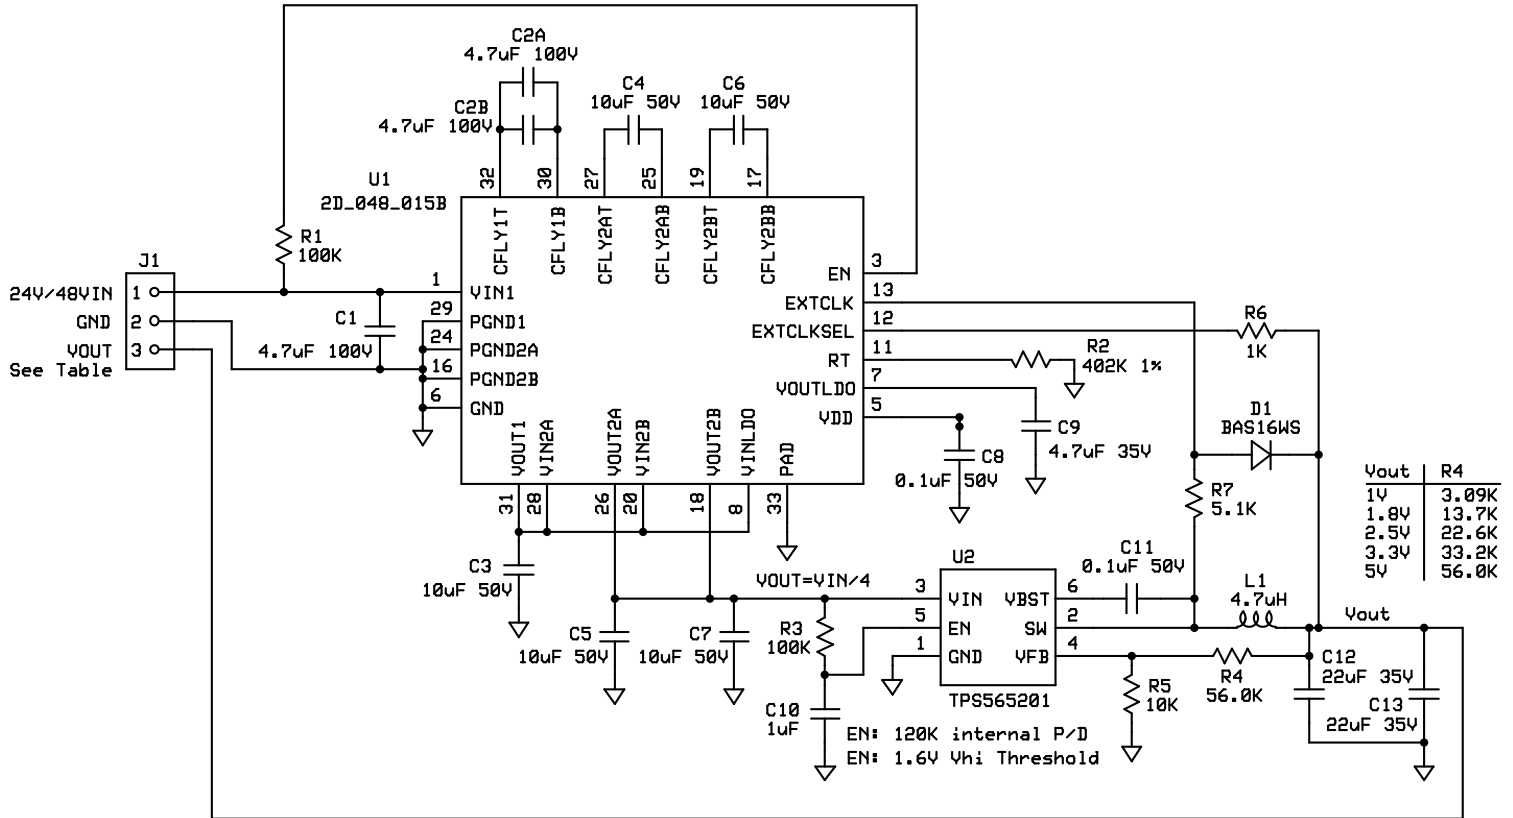 C2A
4.7uF 100V
C2B
4.7uF 100V
C4
10uF 50V
C6
10uF 50V
U1
2D_048_015B
32
30
27
25
19
17
CFLY1T
CFLY1B
CFLY2AT
CFLY2AB
CFLY2BT
CFLY2BB
R1
100K
J1
24V/48VIN
1
GND
2
VOUT
3
See Table
C1
4.7uF 100V
1
VIN1
29
PGND1
24
PGND2A
16
PGND2B
6
GND
EN
3
EXTCLK
13
EXTCLKSEL
12
RT
11
VOUTLDO
7
VDD
5
R6
1K
R2
402K 1%
C9
4.7uF 35V
C8
0.1uF 50V
D1
BAS16WS
R7
5.1K
VOUT1
VIN2A
VOUT2A
VIN2B
VOUT2B
VINLDO
PAD
31
28
26
20
18
8
33
C3
10uF 50V
C5
10uF 50V
C7
10uF 50V
VOUT=VIN/4
R3
100K
C10
1uF
U2
3
VIN
5
EN
1
GND
VBST
6
SW
2
VFB
4
TPS565201
C11
0.1uF 50V
L1
4.7uH
Vout
R4
56.0K
R5
10K
C12
22uF 35V
C13
22uF 35V
EN: 120K internal P/D
EN: 1.6V Vhi Threshold
Vout R4
1V 3.09K
1.8V 13.7K
2.5V 22.6K
3.3V 33.2K
5V 56.0K